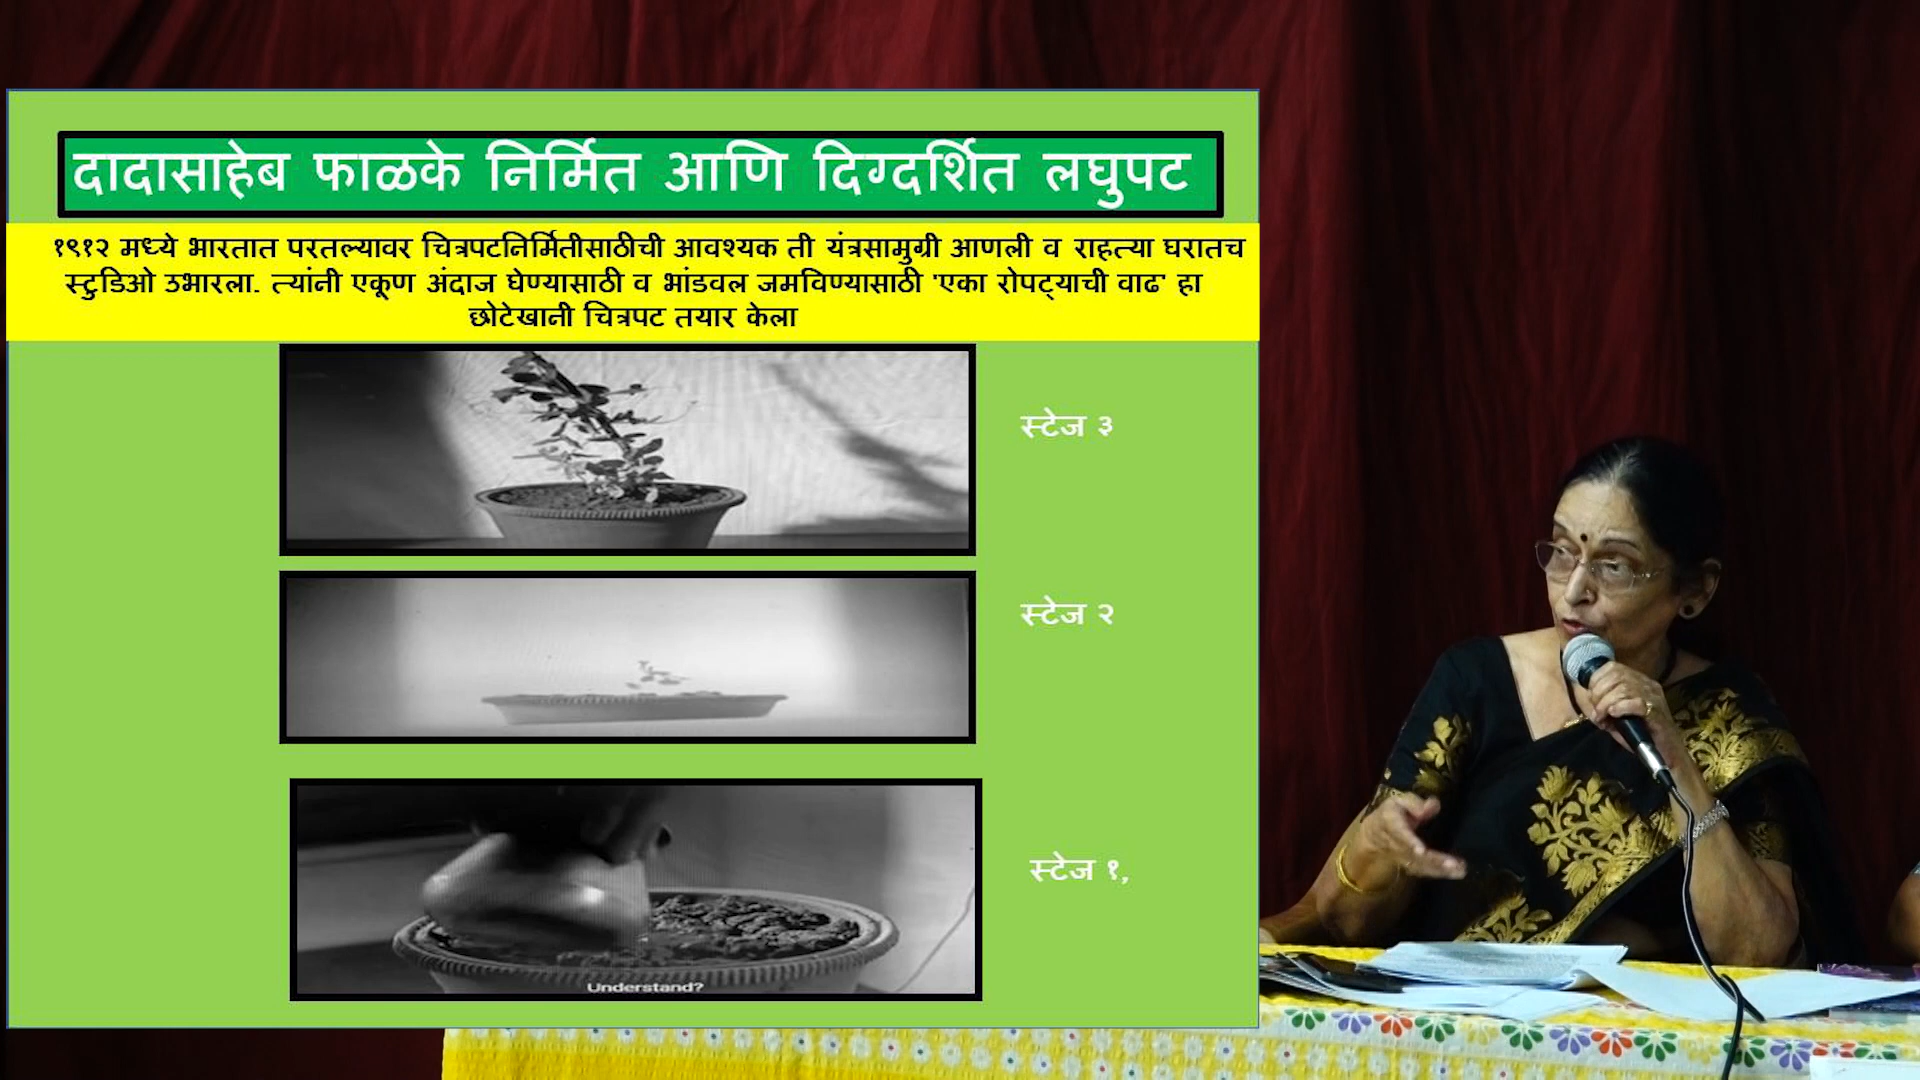 दादासाहेब फाळके निर्मित आणि दिग्दर्शित लघुपट
१९१२ मध्ये भारतात परतल्यावर चित्रपटनिर्मितीसाठीची आवश्यक ती यंत्रसामुग्री आणली व राहत्या घरातच
स्टुडिओ उभारला. त्यांनी एकूण अंदाज घेण्यासाठी व भांडवल जमविण्यासाठी 'एका रोपट्याची वाढ' हा
छोटेखानी चित्रपट तयार केला
स्टेज ३
स्टेज २
स्टेज १,
Understand?